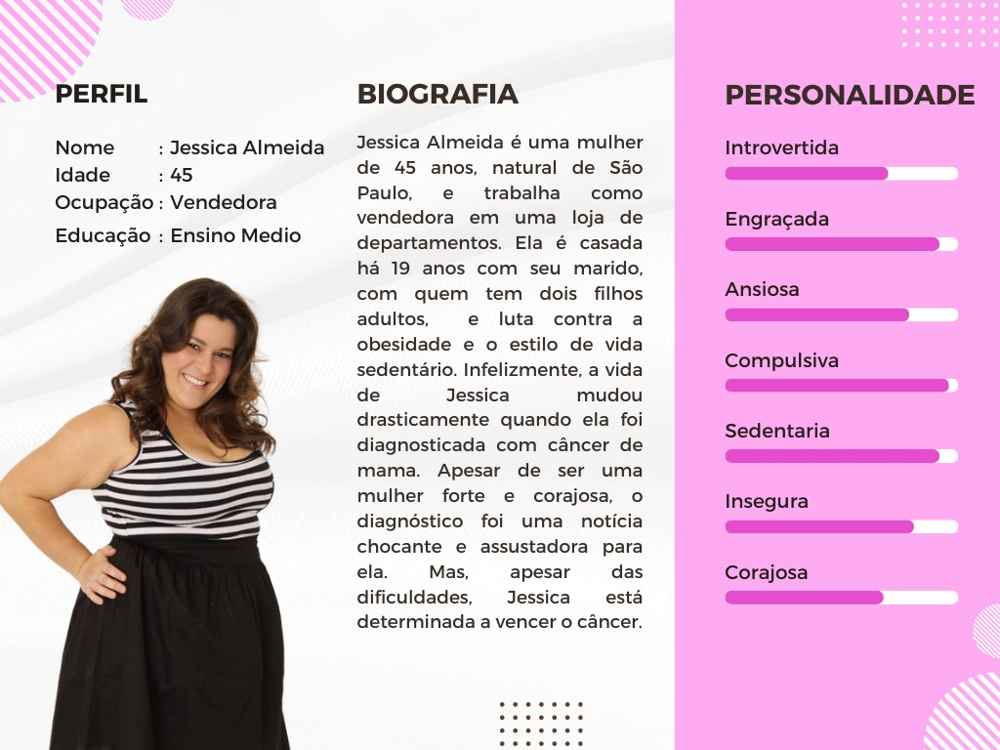 PERFIL
Nome : Jessica Almeida
Idade : 45
Ocupação : Vendedora
Educação : Ensino Medio
BIOGRAFIA
Jessica Almeida é uma mulher
de 45 anos, natural de São
Paulo, e trabalha como
vendedora em uma loja de
departamentos. Ela é casada
há 19 anos com seu marido,
com quem tem dois filhos
adultos, e luta contra a
obesidade e o estilo de vida
sedentário. Infelizmente, a vida
de Jessica mudou
drasticamente quando ela foi
diagnosticada com câncer de
mama. Apesar de ser uma
mulher forte e corajosa, o
diagnóstico foi uma notícia
chocante e assustadora para
ela. Mas, apesar das
dificuldades, Jessica está
determinada a vencer o câncer.
PERSONALIDADE
Introvertida
Engraçada
Ansiosa
Compulsiva
Sedentaria
Insegura
Corajosa